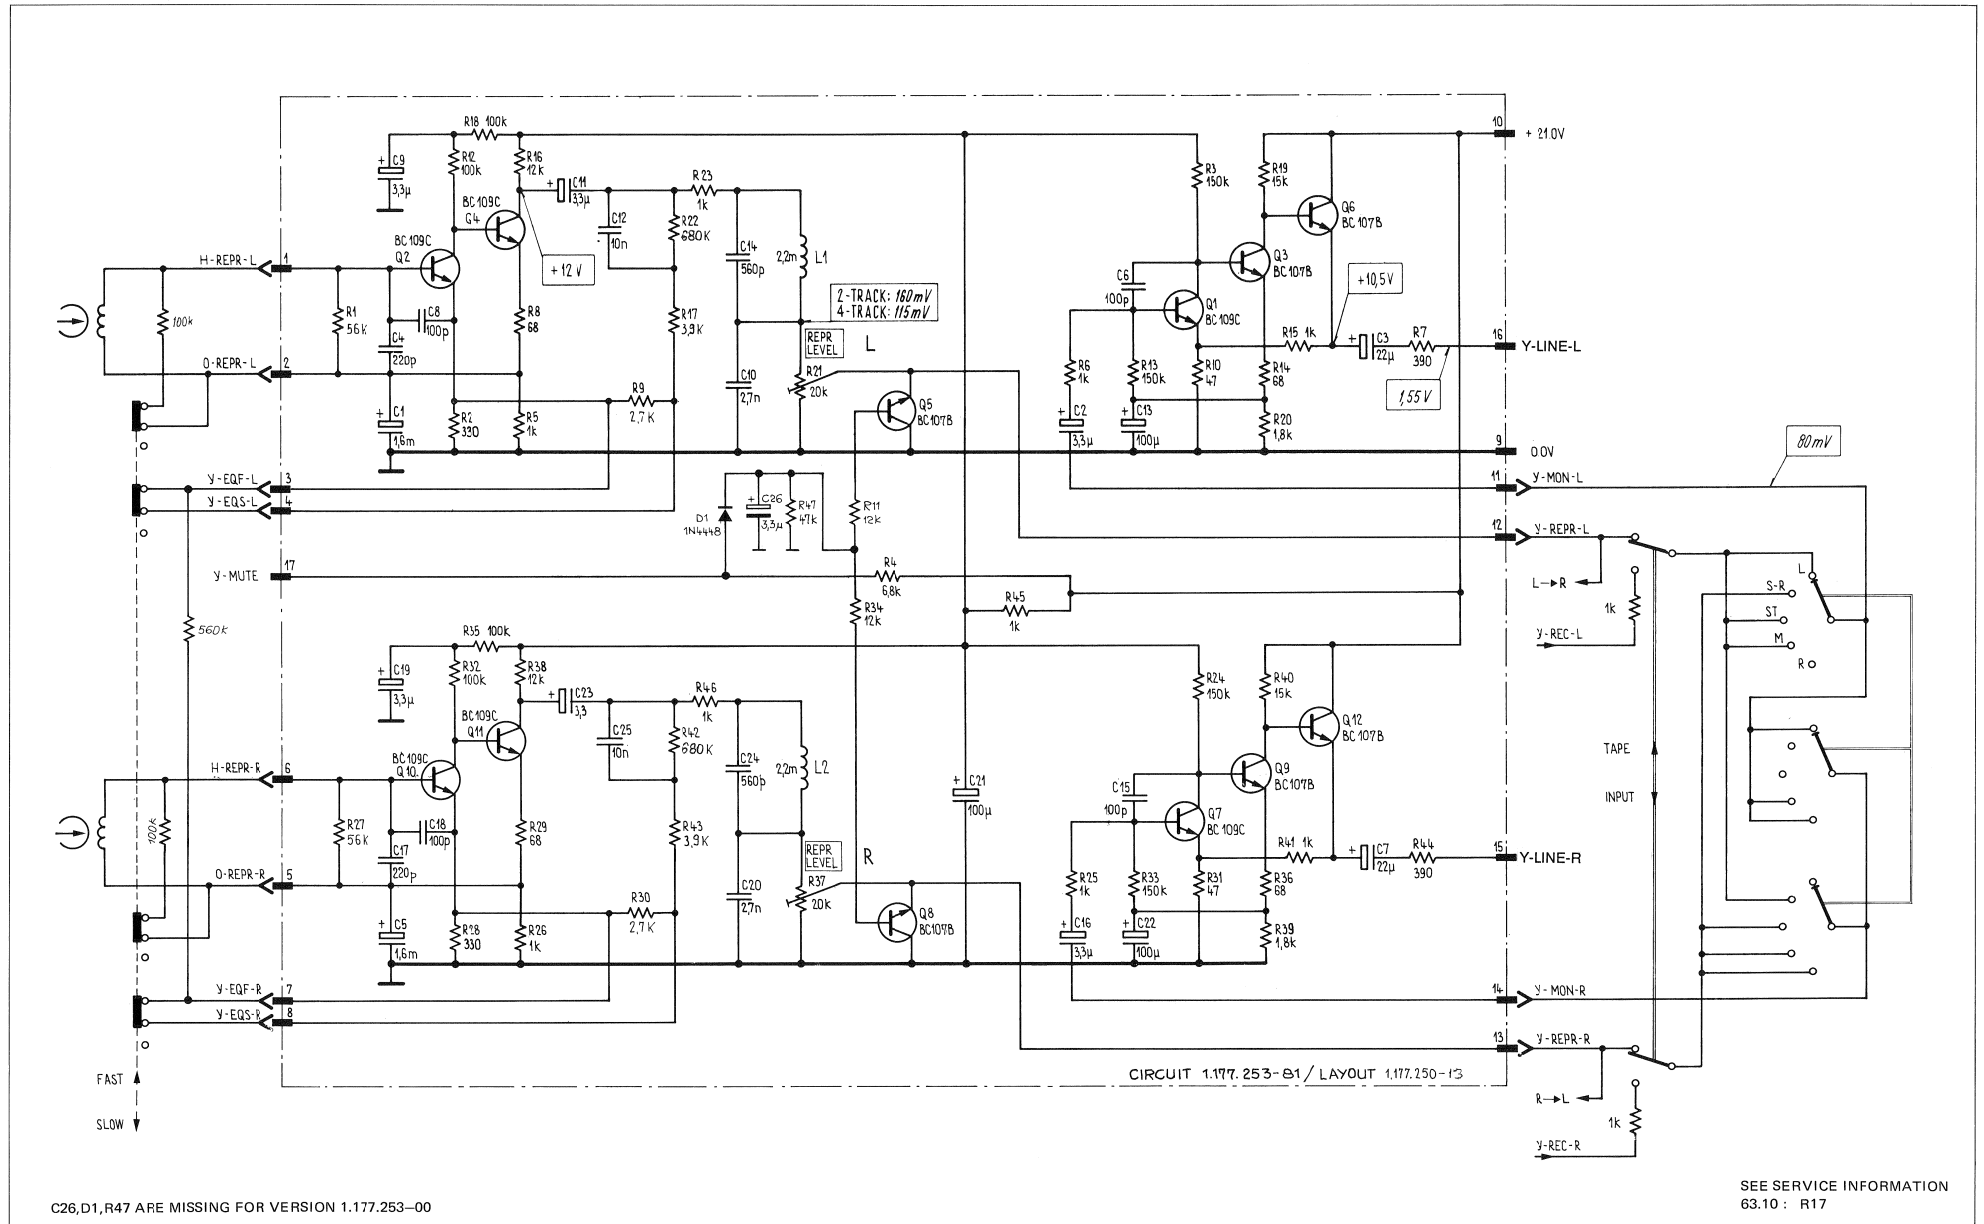 R18 100k
10
+ 21.0V
+ C9
3,3µ
R12
100k
R16
12k
R3
150k
R19
15k
R23
1k
+ C11
3,3µ
BC109C
Q4
C12
10n
R22
680K
Q6
BC107B
BC109C
Q2
C14
560p
2,2m
L1
H-REPR-L
1
+12V
Q3
BC107B
C6
100p
+10,5V
2-TRACK: 160mV
4-TRACK: 115mV
Q1
BC109C
100k
R1
56k
C8
100p
R8
68
R17
3,9K
C4
220p
REPR
LEVEL
L
R15 1k
+ C3
22µ
R7
390
16
Y-LINE-L
O-REPR-L
2
C10
2,7n
R21
20k
R6
1k
R13
150k
R10
47
R14
68
R9
2,7K
1,55V
+ C1
1,6m
R2
330
R5
1k
Q5
BC107B
+ C2
3,3µ
+ C13
100µ
R20
1,8k
9
0.0V
80mV
Y-EQF-L
3
Y-EQS-L
4
11
Y-MON-L
D1
1N4448
+ C26
3,3µ
R47
47k
R11
12k
12
Y-REPR-L
Y-MUTE
17
R4
6,8k
L→R
L
S-R
1k
ST
R45
1k
R34
12k
560k
Y-REC-L
M
R
R35 100k
+ C19
3,3µ
R32
100k
R38
12k
R24
150k
R40
15k
R46
1k
+ C23
3,3
BC109C
Q11
C25
10n
R42
680K
Q12
BC107B
BC109C
Q10
C24
560p
2,2m
L2
TAPE
H-REPR-R
6
+ C21
100µ
Q9
BC107B
C15
100p
INPUT
Q7
BC109C
100k
R27
56k
C18
100p
R29
68
R43
3,9K
C17
220p
REPR
LEVEL
R
R41 1k
+ C7
22µ
R44
390
15
Y-LINE-R
O-REPR-R
5
C20
2,7n
R37
20k
R25
1k
R33
150k
R31
47
R36
68
R30
2,7K
+ C5
1,6m
R28
330
R26
1k
Q8
BC107B
+ C16
3,3µ
+ C22
100µ
R39
1,8k
Y-EQF-R
7
Y-EQS-R
8
14
Y-MON-R
13
Y-REPR-R
FAST
CIRCUIT 1.177.253-81 / LAYOUT 1.177.250-13
R→L
SLOW
1k
Y-REC-R
SEE SERVICE INFORMATION
63.10 : R17
C26,D1,R47 ARE MISSING FOR VERSION 1.177.253—00